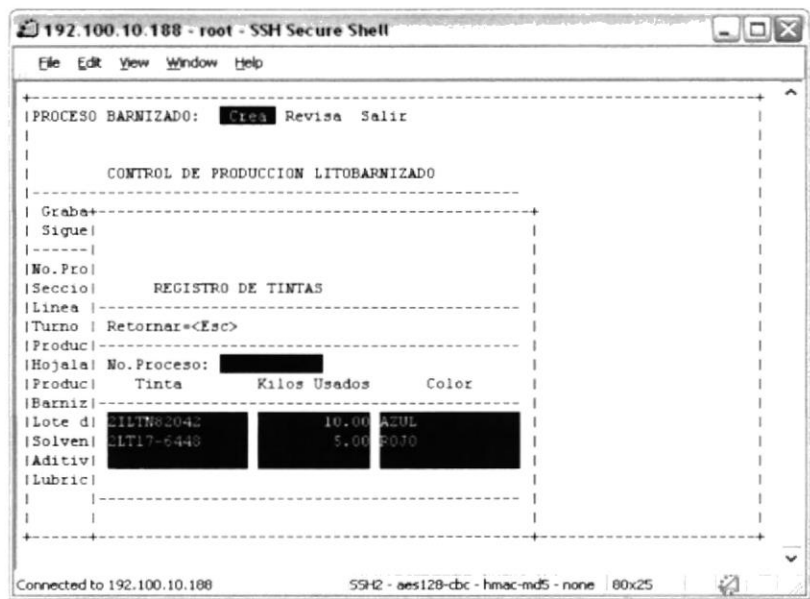 192.100.10.188 - root - SSH Secure Shell
File Edit View Window Help
PROCESO BARNIZADO: Crea Revisa Salir
CONTROL DE PRODUCCION LITOBARNIZADO
Graba
Sigue
No.Pro
Seccio REGISTRO DE TINTAS
Linea
Turno Retornar=<Esc>
Produc
Hojala No.Proceso:
Produc Tinta Kilos Usados Color
Barniz
Lote d 2ILTN82042 10.00 AZUL
Solven 2LT17-6448 5.00 ROJO
Aditiv
Lubric
Connected to 192.100.10.188 SSH2 - aes128-cbc - hmac-md5 - none 80x25